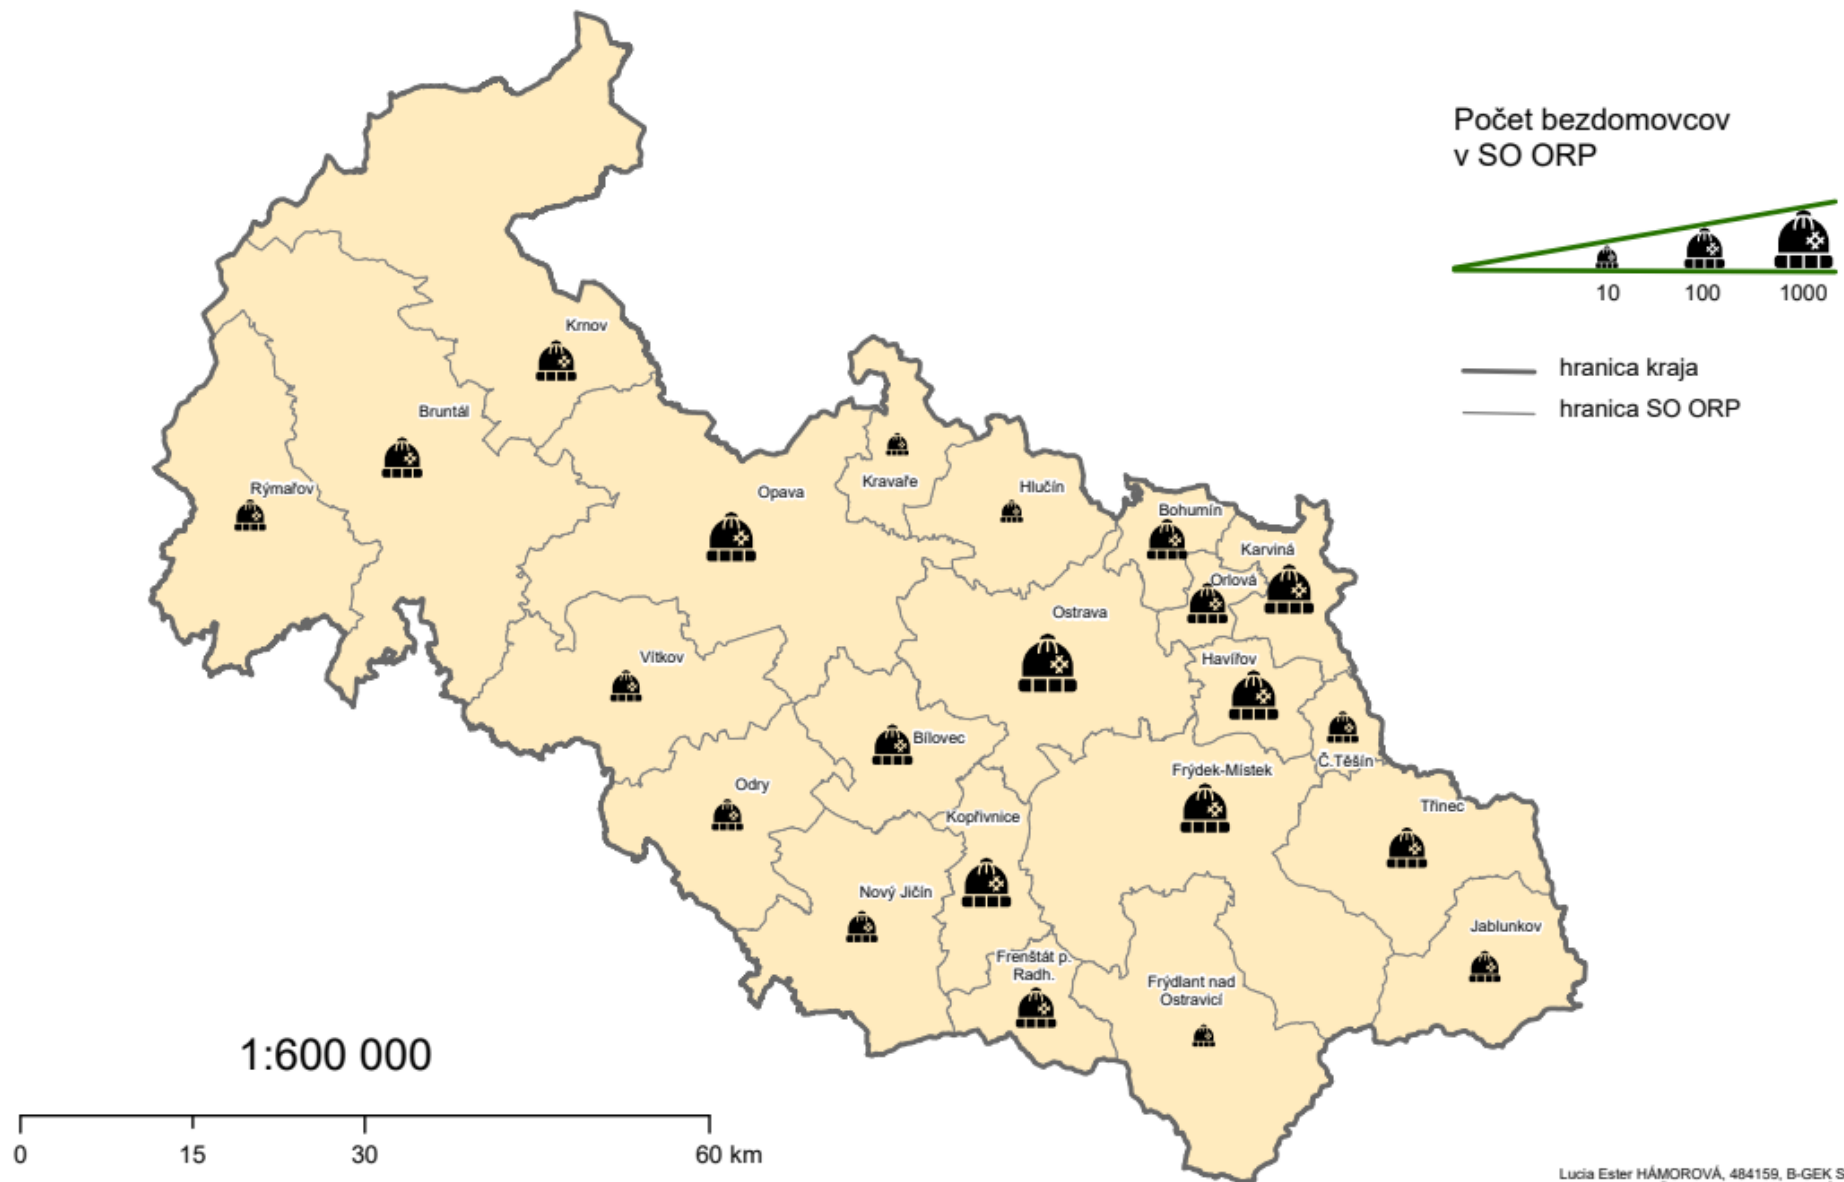 Počet bezdomovcov
v SO ORP
10 100 1000
hranica kraja
hranica SO ORP
Krnov
Bruntál
Rýmařov
Opava
Kravaře
Hlučín
Bohumín
Karviná
Orlová
Ostrava
Havířov
Vítkov
Bílovec
Č.Těšín
Frýdek-Místek
Odry
Kopřivnice
Třinec
Nový Jičín
Jablunkov
Frenštát p.
Radh.
Frýdlant nad
Ostravicí
1:600 000
0 15 30 60 km
Lucia Ester HÁMOROVÁ, 484159, B-GEK S